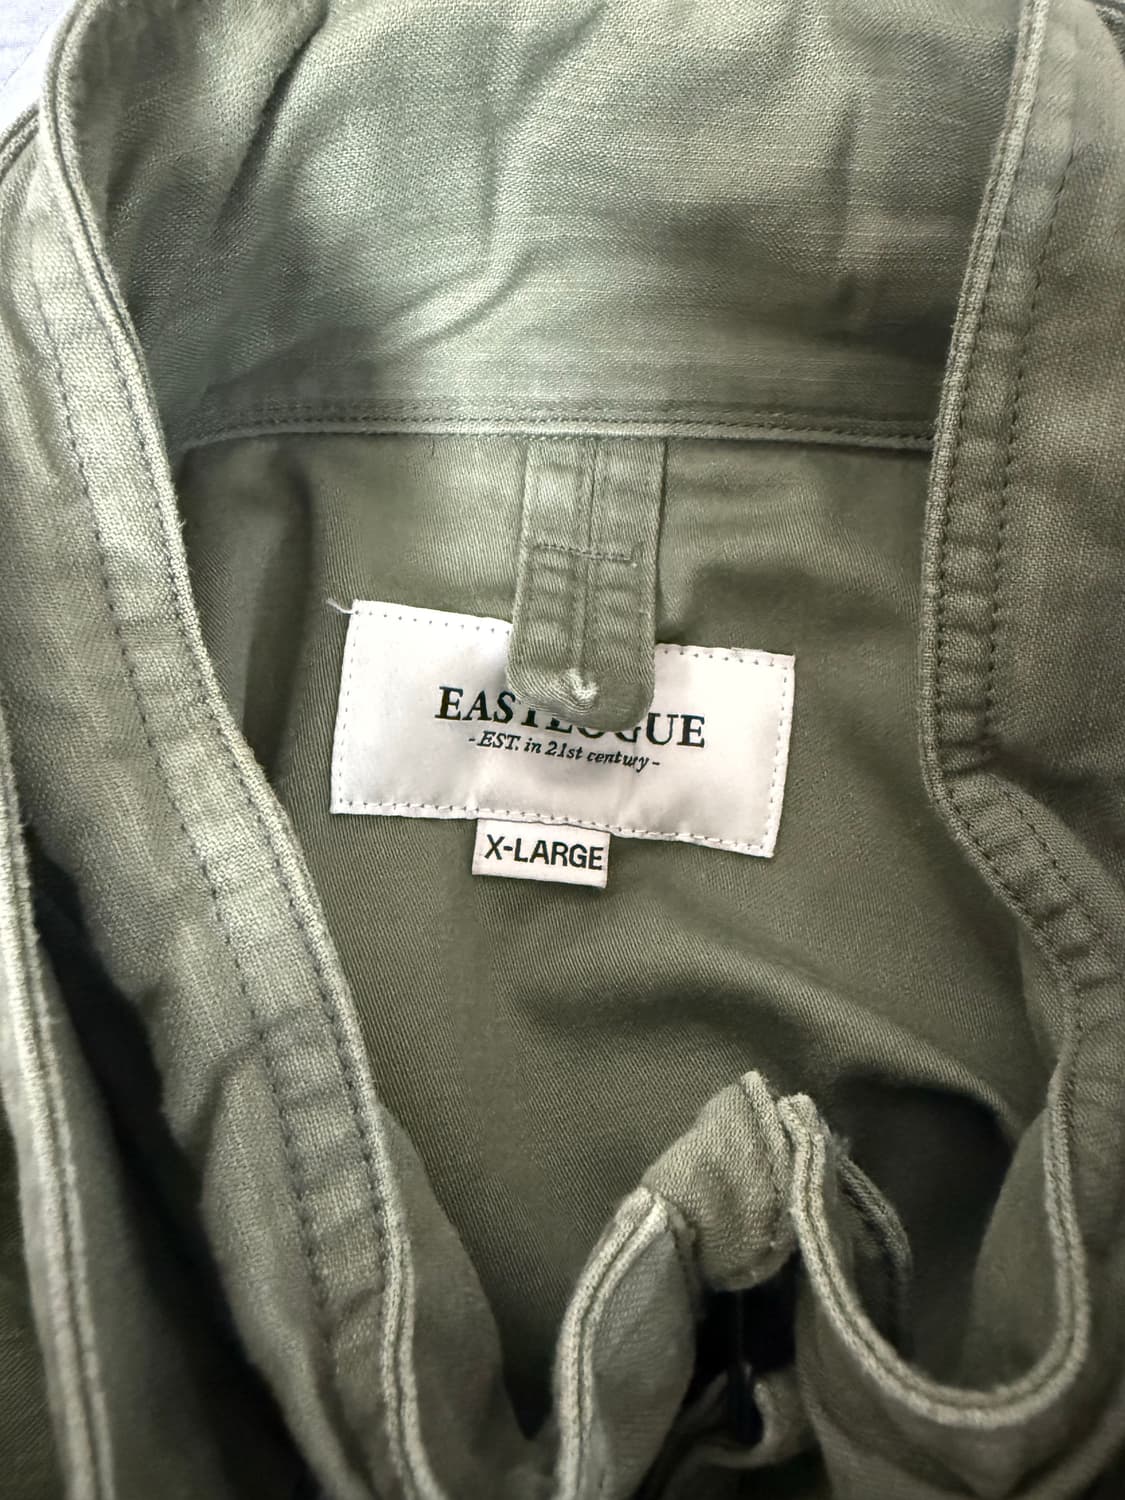 EASTLOGUE
-EST. in 21st century-
X-LARGE